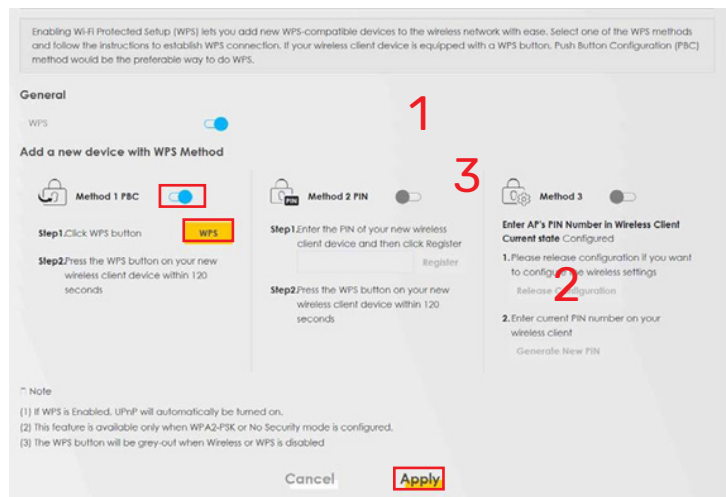 Enabling Wi-Fi Protected Setup (WPS) lets you add new WPS-compatible devices to the wireless network with ease. Select one of the WPS methods
and follow the instructions to establish WPS connection. If your wireless client device is equipped with a WPS button, Push Button Configuration (PBC)
method would be the preferable way to do WPS.
General
WPS
1
Add a new device with WPS Method
3
Method 1 PBC
Step1.Click WPS button
WPS
Step2.Press the WPS button on your new
wireless client device within 120
seconds
Method 2 PIN
PIN
Step1.Enter the PIN of your new wireless
client device and then click Register
Register
Step2.Press the WPS button on your new
wireless client device within 120
seconds
Method 3
Enter AP's PIN Number in Wireless Client
Current state Configured
1.Please release configuration if you want
to configure the wireless settings
2
Release Configuration
2.Enter current PIN number on your
wireless client
Generate New PIN
Note
(1) If WPS is Enabled, UPnP will automatically be turned on.
(2) This feature is available only when WPA2-PSK or No Security mode is configured.
(3) The WPS button will be grey-out when Wireless or WPS is disabled
Cancel
Apply